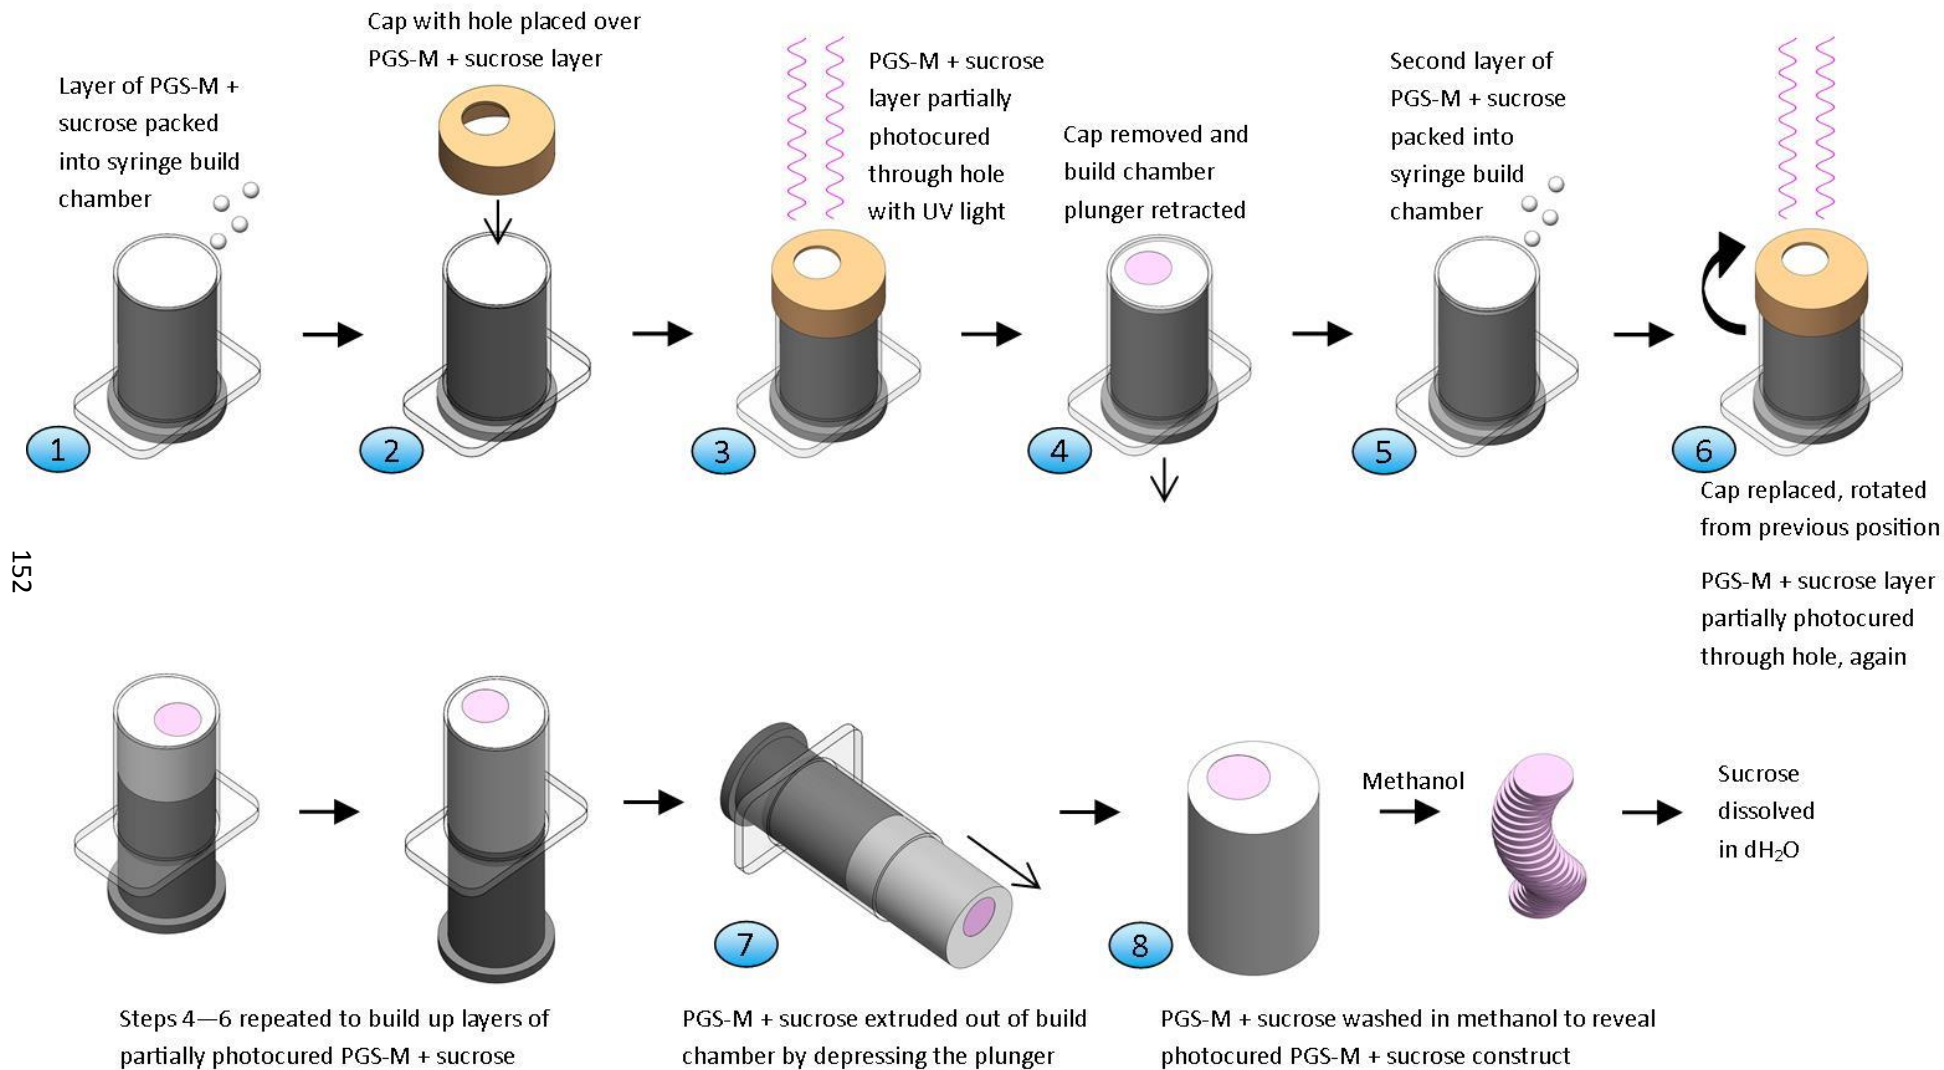 Layer of PGS-M +
sucrose packed
into syringe build
chamber
1
Cap with hole placed over
PGS-M + sucrose layer
2
PGS-M + sucrose
layer partially
photocured
through hole
with UV light
3
Cap removed and
build chamber
plunger retracted
4
Second layer of
PGS-M + sucrose
packed into
syringe build
chamber
5
6
Cap replaced, rotated
from previous position
PGS-M + sucrose layer
partially photocured
through hole, again
152
Steps 4—6 repeated to build up layers of
partially photocured PGS-M + sucrose
7
PGS-M + sucrose extruded out of build
chamber by depressing the plunger
8
Methanol
Sucrose
dissolved
in dH₂O
PGS-M + sucrose washed in methanol to reveal
photocured PGS-M + sucrose construct